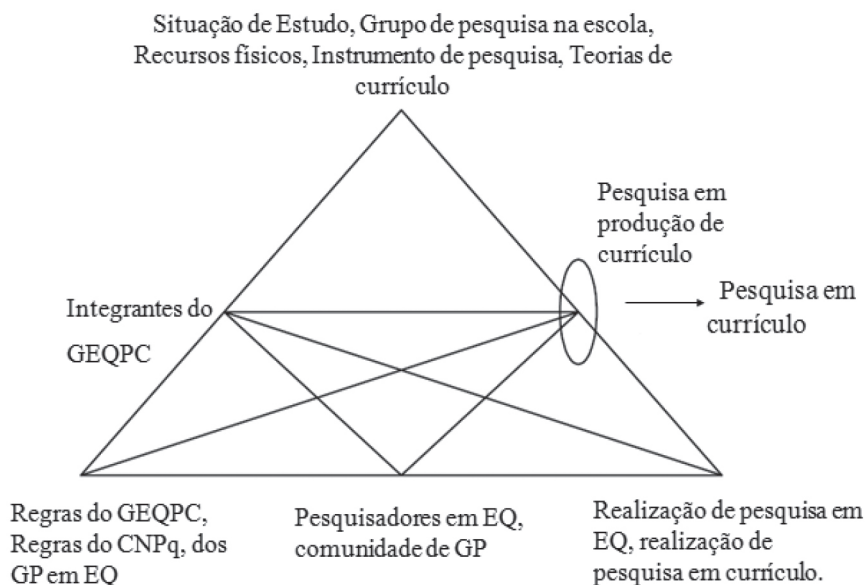 Situação de Estudo, Grupo de pesquisa na escola,
Recursos físicos, Instrumento de pesquisa, Teorias de
currículo
Pesquisa em
produção de
currículo
Pesquisa em
currículo
Integrantes do
GEQPC
Regras do GEQPC,
Regras do CNPq, dos
GP em EQ
Pesquisadores em EQ,
comunidade de GP
Realização de pesquisa em
EQ, realização de
pesquisa em currículo.